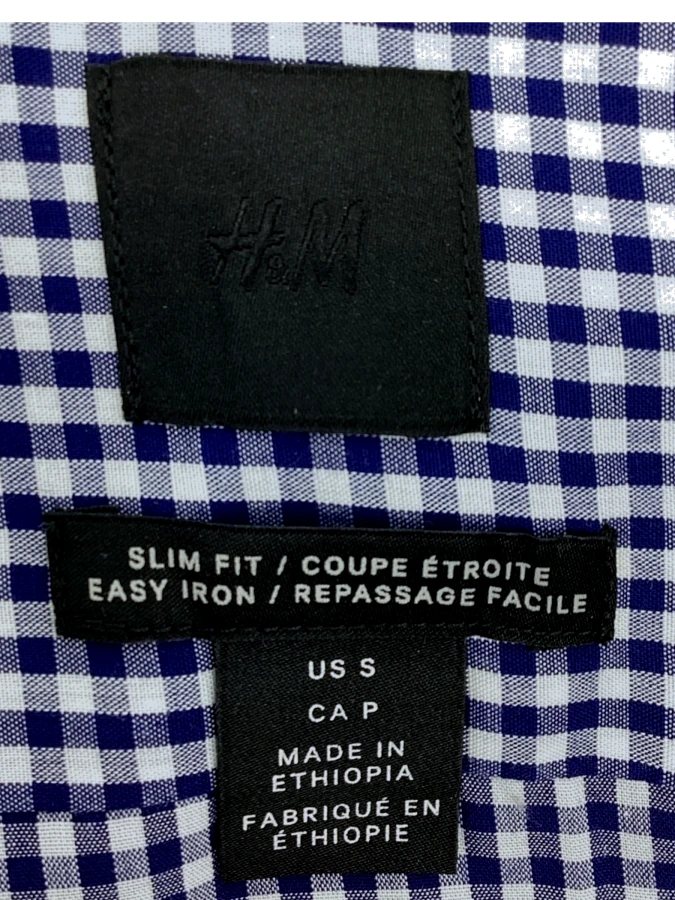 H&M
SLIM FIT / COUPE ÉTROITE
EASY IRON / REPASSAGE FACILE
US S
CA P
MADE IN
ETHIOPIA
FABRIQUÉ EN
ÉTHIOPIE